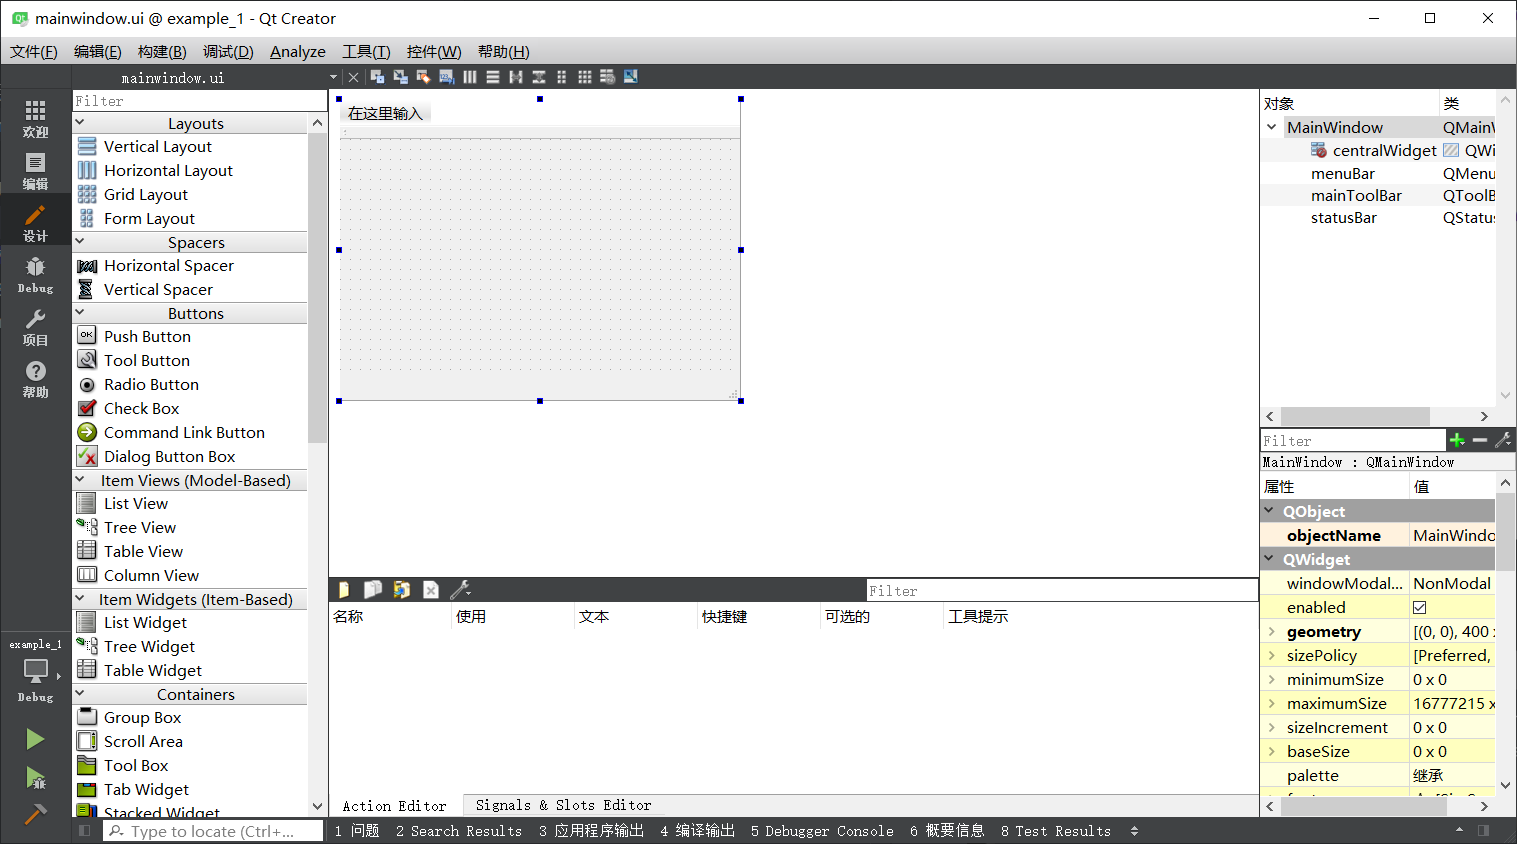 mainwindow.ui @ example_1 - Qt Creator
文件(F) 编辑(E) 构建(B) 调试(D) Analyze 工具(T) 控件(W) 帮助(H)
mainwindow.ui
欢迎
编辑
设计
Debug
项目
帮助
example_1
Debug
Filter
Layouts
Vertical Layout
Horizontal Layout
Grid Layout
Form Layout
Spacers
Horizontal Spacer
Vertical Spacer
Buttons
OK
Push Button
Tool Button
Radio Button
Check Box
Command Link Button
Dialog Button Box
Item Views (Model-Based)
List View
Tree View
Table View
Column View
Item Widgets (Item-Based)
List Widget
Tree Widget
Table Widget
Containers
Group Box
Scroll Area
Tool Box
Tab Widget
Stacked Widget
在这里输入
Filter
名称 使用 文本 快捷键 可选的 工具提示
Action Editor Signals & Slots Editor
对象 类
MainWindow QMainW
centralWidget QWi
menuBar QMenu
mainToolBar QToolB
statusBar QStatus
Filter
MainWindow : QMainWindow
属性 值
QObject
objectName MainWindo
QWidget
windowModal... NonModal
enabled
geometry [(0, 0), 400 x
sizePolicy [Preferred,
minimumSize 0 x 0
maximumSize 16777215 x
sizeIncrement 0 x 0
baseSize 0 x 0
palette 继承
Type to locate (Ctrl+...
1 问题 2 Search Results 3 应用程序输出 4 编译输出 5 Debugger Console 6 概要信息 8 Test Results